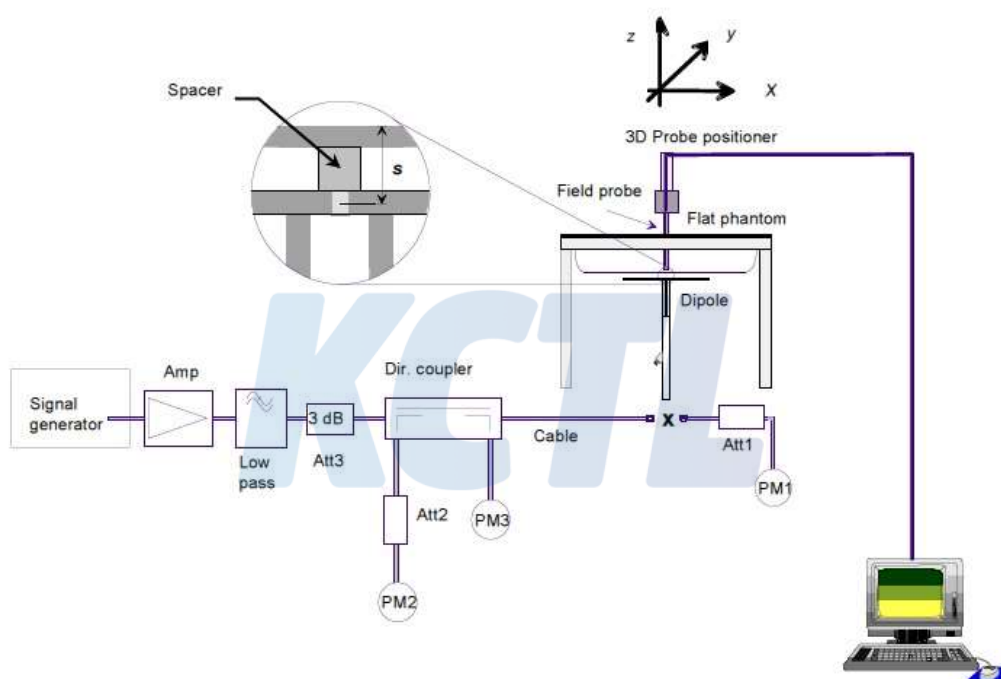 z
y
X
Spacer
s
3D Probe positioner
Field probe
Flat phantom
Dipole
KCTL
Amp
Dir. coupler
Signal
generator
3 dB
Low
pass
Att3
Cable
X
Att1
PM1
Att2
PM3
PM2